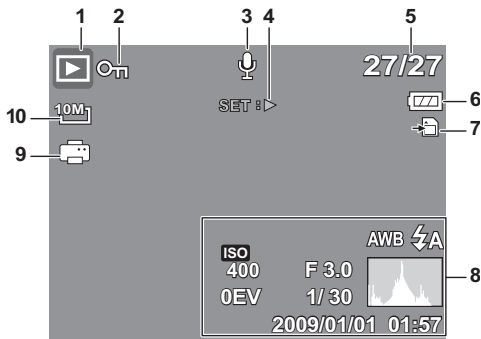 1 2 3 4 5
27/27
SET :
6
10 10M
7
9
AWB A
ISO
400 F 3.0
8
0EV 1/ 30
2009/01/01 01:57